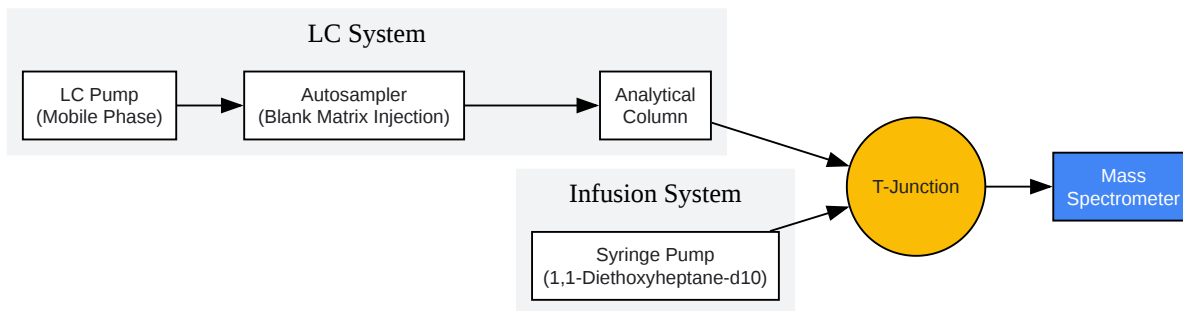 LC System
LC Pump
(Mobile Phase)
Autosampler
(Blank Matrix Injection)
Analytical
Column
T-Junction
Mass
Spectrometer
Infusion System
Syringe Pump
(1,1-Diethoxyheptane-d10)